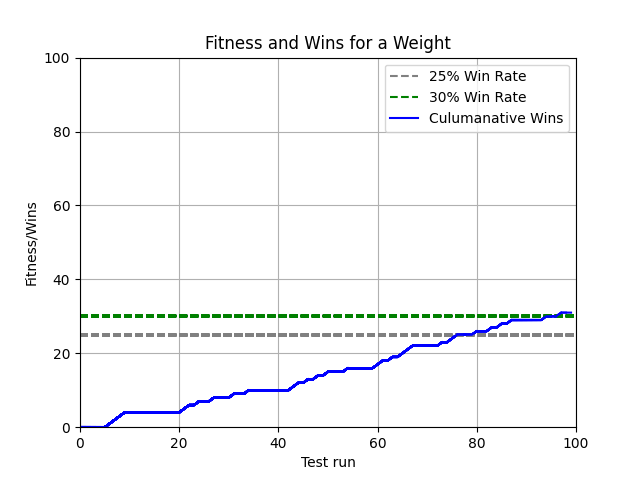 Fitness and Wins for a Weight
100
80
60
40
20
0
Fitness/Wins
25% Win Rate
30% Win Rate
Culumanative Wins
0 20 40 60 80 100
Test run